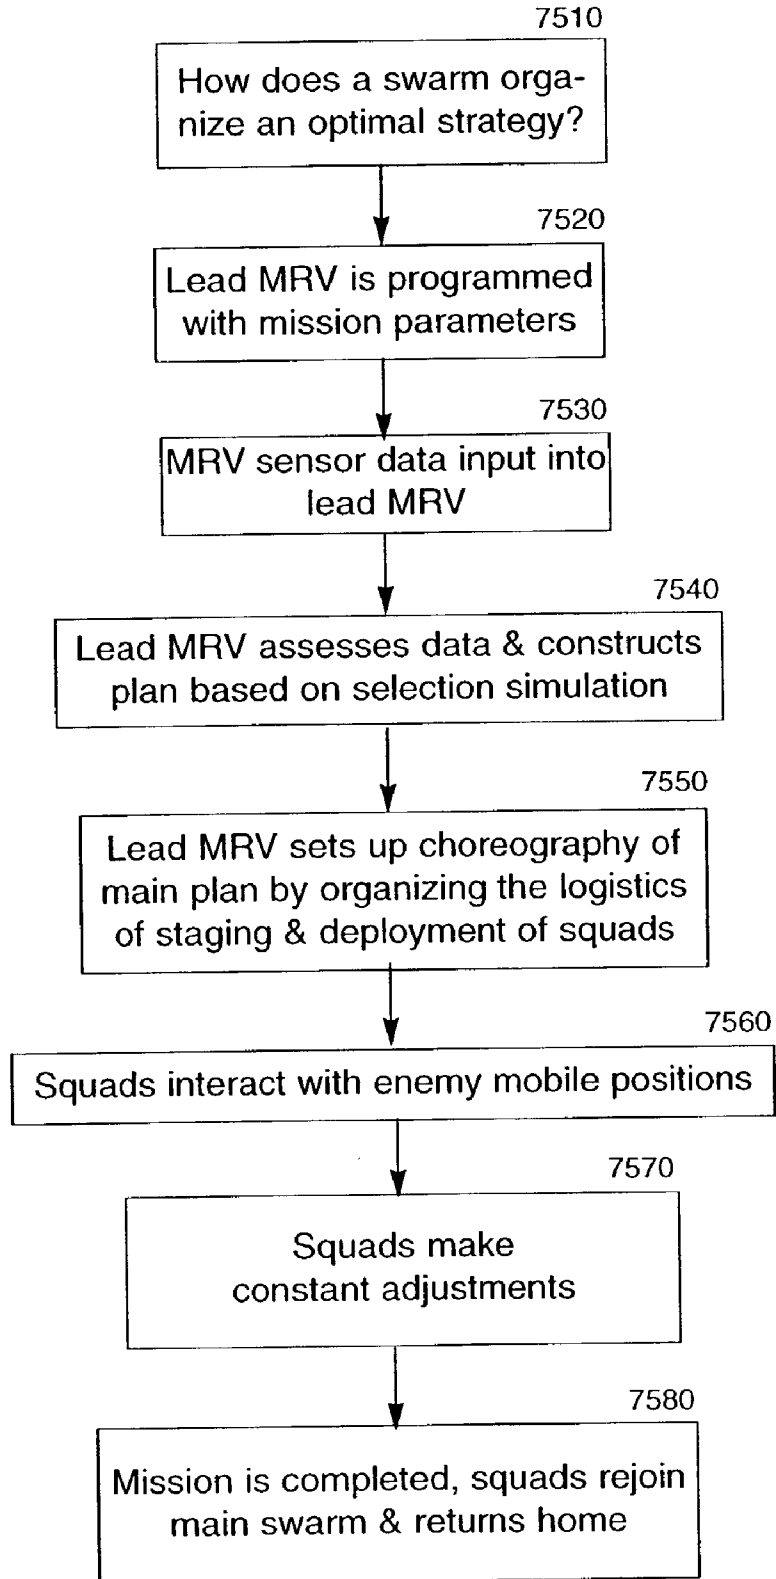 7510
How does a swarm orga-
nize an optimal strategy?
7520
Lead MRV is programmed
with mission parameters
7530
MRV sensor data input into
lead MRV
7540
Lead MRV assesses data & constructs
plan based on selection simulation
7550
Lead MRV sets up choreography of
main plan by organizing the logistics
of staging & deployment of squads
7560
Squads interact with enemy mobile positions
7570
Squads make
constant adjustments
7580
Mission is completed, squads rejoin
main swarm & returns home